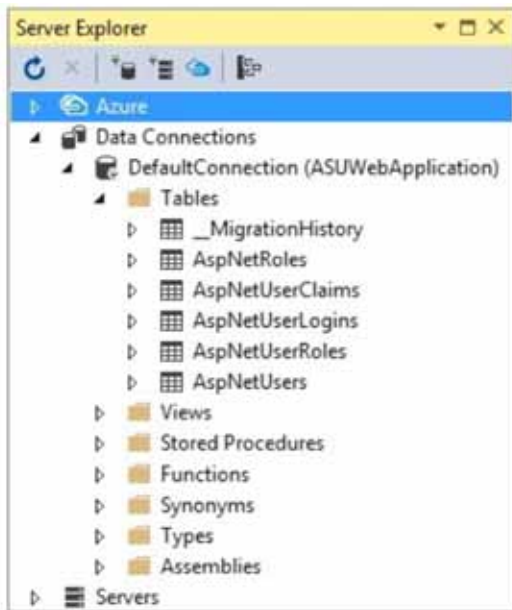 Server Explorer
Azure
Data Connections
DefaultConnection (ASUWebApplication)
Tables
__MigrationHistory
AspNetRoles
AspNetUserClaims
AspNetUserLogins
AspNetUserRoles
AspNetUsers
Views
Stored Procedures
Functions
Synonyms
Types
Assemblies
Servers